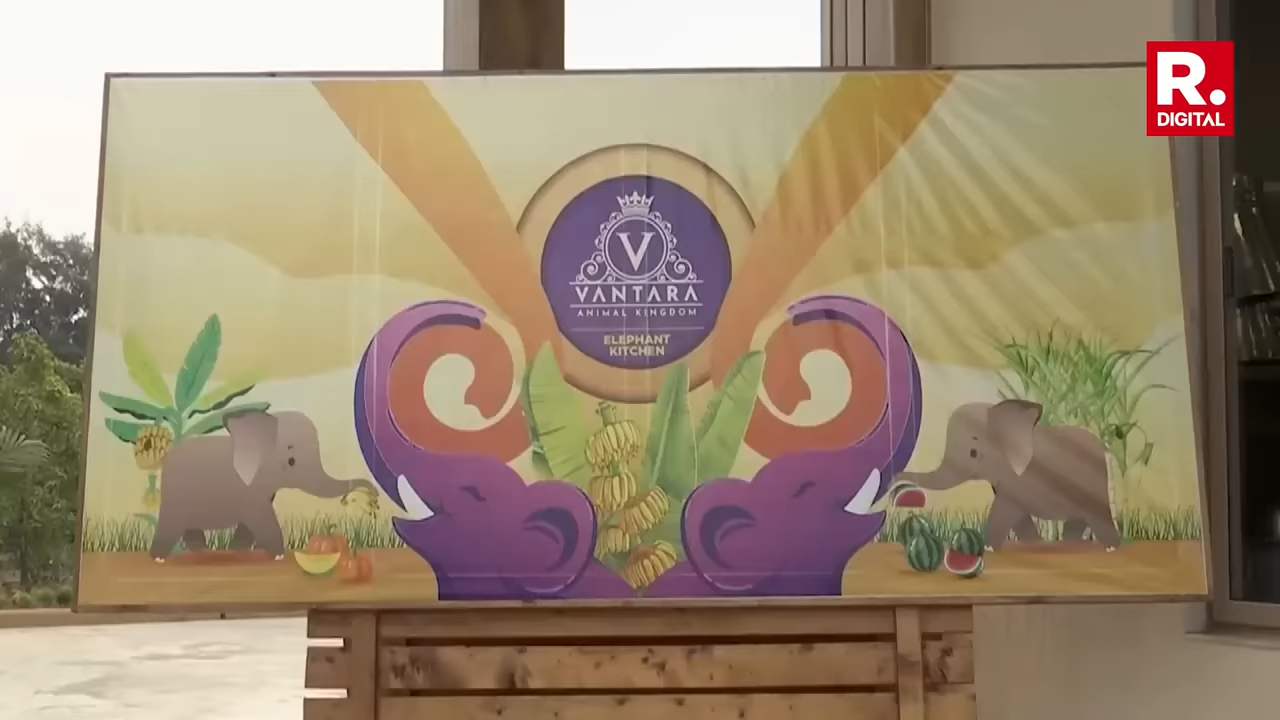 R.
DIGITAL
V
VANTARA
ANIMAL KINGDOM
ELEPHANT
KITCHEN